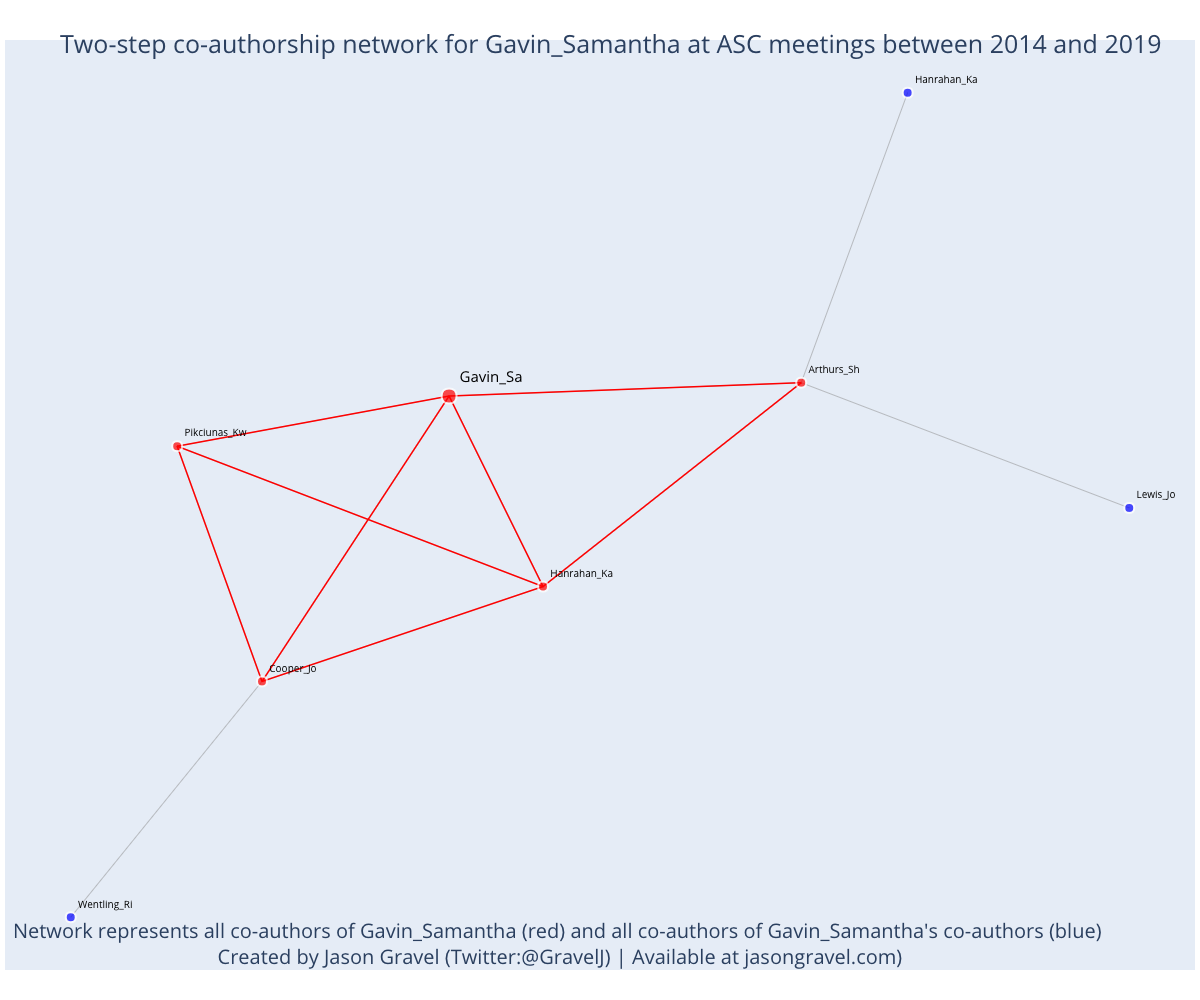 Two-step co-authorship network for Gavin_Samantha at ASC meetings between 2014 and 2019
Hanrahan_Ka
Arthurs_Sh
Gavin_Sa
Pikciunas_Kw
Lewis_Jo
Hanrahan_Ka
Cooper_Jo
Wentling_Ri
Network represents all co-authors of Gavin_Samantha (red) and all co-authors of Gavin_Samantha's co-authors (blue)
Created by Jason Gravel (Twitter:@GravelJ) | Available at jasongravel.com)